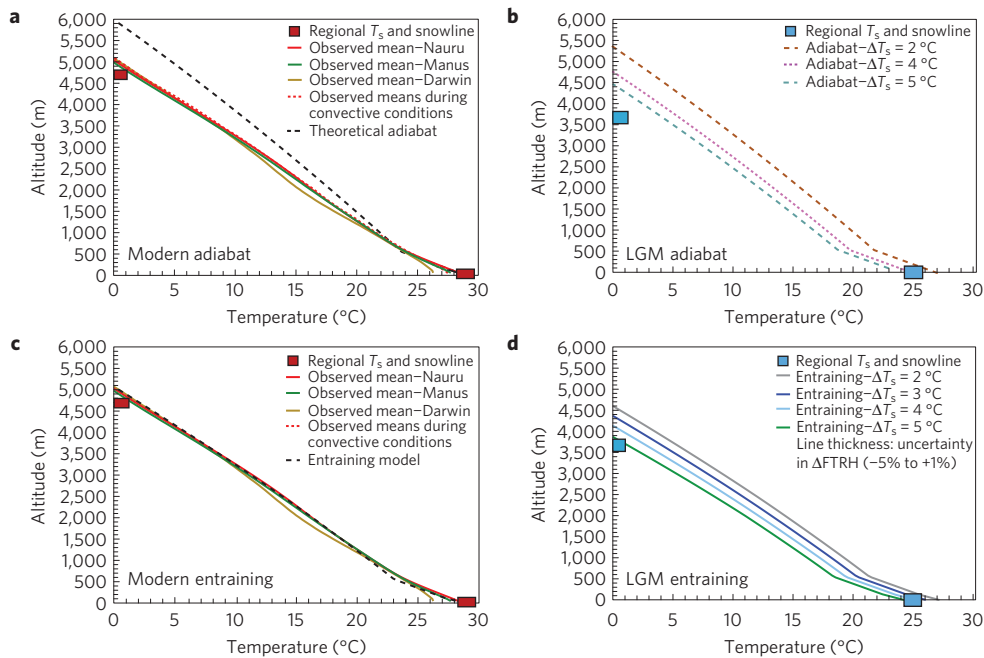 a
6,000
5,500
5,000
4,500
4,000
3,500
3,000
2,500
2,000
1,500
1,000
500
0
Altitude (m)
0 5 10 15 20 25 30
Temperature (°C)
Regional Ts and snowline
Observed mean–Nauru
Observed mean–Manus
Observed mean–Darwin
Observed means during
convective conditions
Theoretical adiabat
Modern adiabat
b
6,000
5,500
5,000
4,500
4,000
3,500
3,000
2,500
2,000
1,500
1,000
500
0
Altitude (m)
0 5 10 15 20 25 30
Temperature (°C)
Regional Ts and snowline
Adiabat–ΔTs = 2 °C
Adiabat–ΔTs = 4 °C
Adiabat–ΔTs = 5 °C
LGM adiabat
c
6,000
5,500
5,000
4,500
4,000
3,500
3,000
2,500
2,000
1,500
1,000
500
0
Altitude (m)
0 5 10 15 20 25 30
Temperature (°C)
Regional Ts and snowline
Observed mean–Nauru
Observed mean–Manus
Observed mean–Darwin
Observed means during
convective conditions
Entraining model
Modern entraining
d
6,000
5,500
5,000
4,500
4,000
3,500
3,000
2,500
2,000
1,500
1,000
500
0
Altitude (m)
0 5 10 15 20 25 30
Temperature (°C)
Regional Ts and snowline
Entraining–ΔTs = 2 °C
Entraining–ΔTs = 3 °C
Entraining–ΔTs = 4 °C
Entraining–ΔTs = 5 °C
Line thickness: uncertainty
in ΔFTRH (−5% to +1%)
LGM entraining